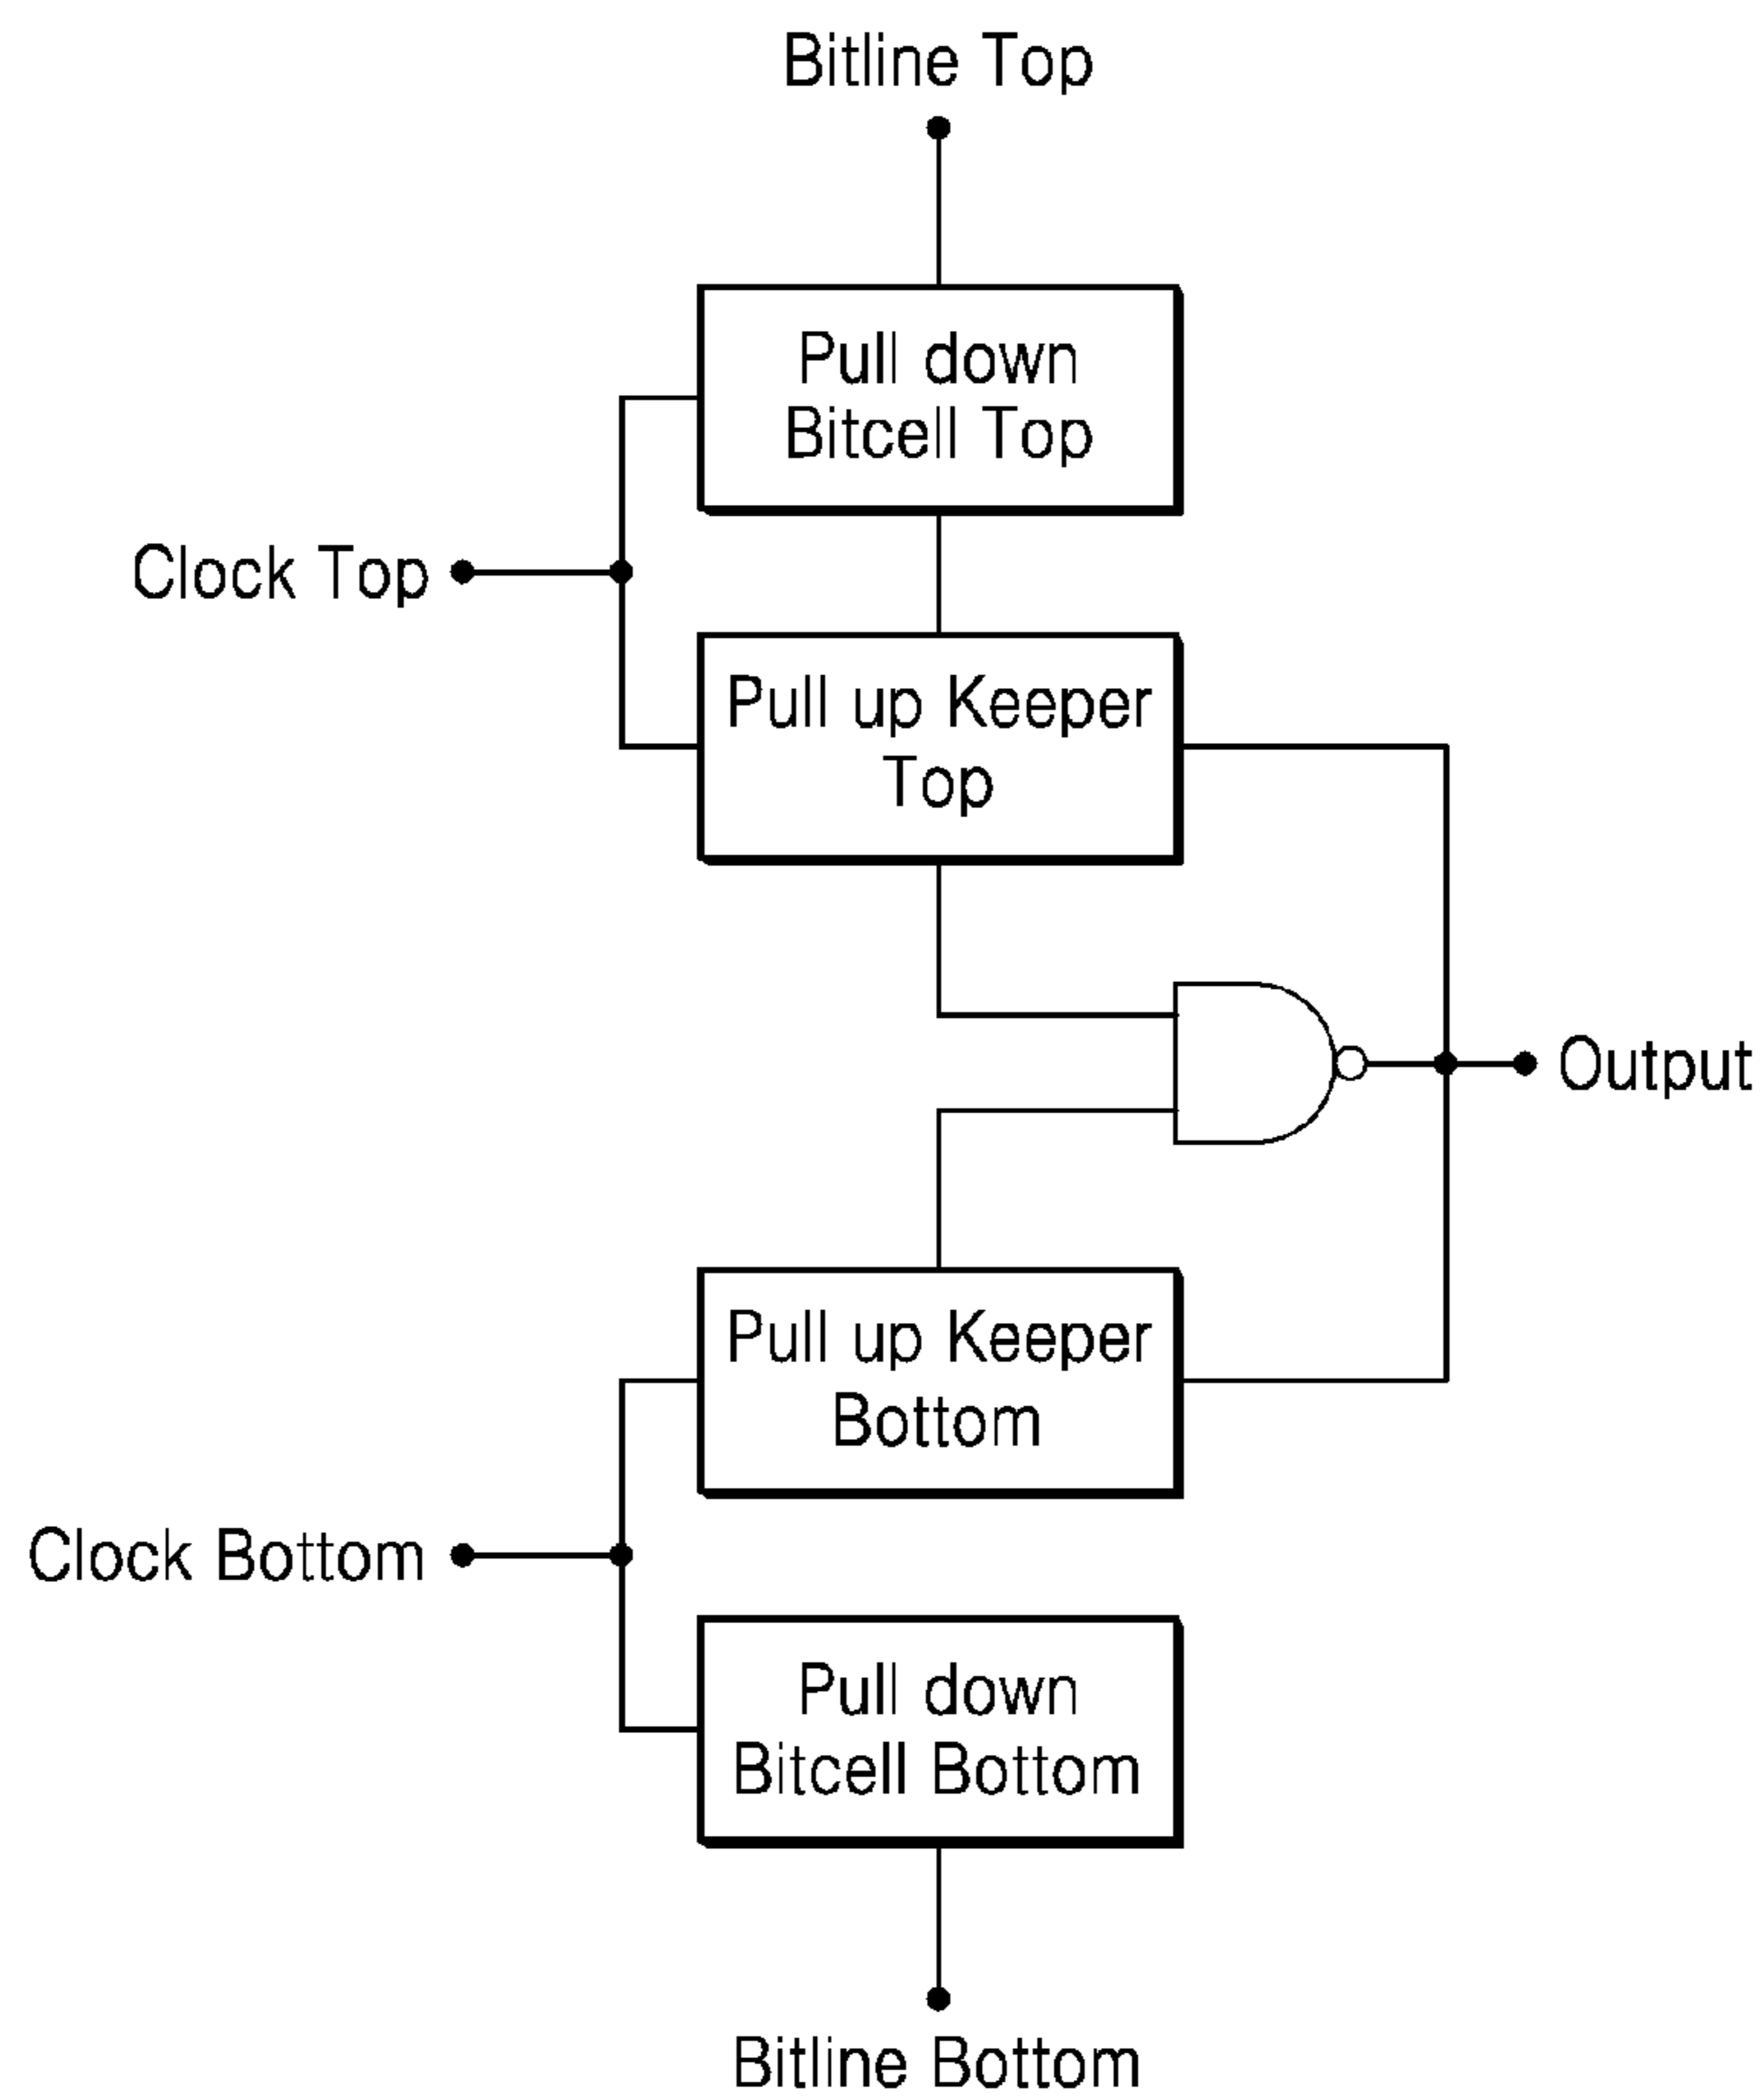 Bitline Top
Pull down
Bitcell Top
Clock Top
Pull up Keeper
Top
Output
Pull up Keeper
Bottom
Clock Bottom
Pull down
Bitcell Bottom
Bitline Bottom